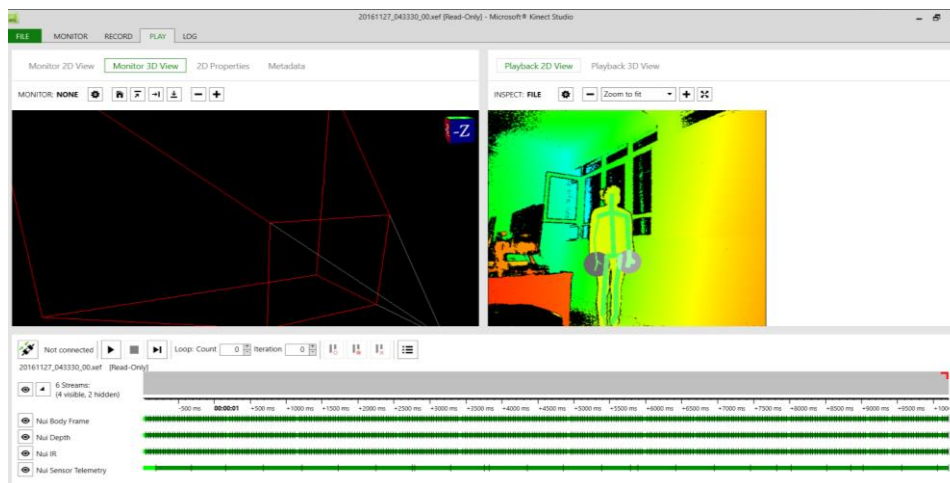 20161127_043330_00.xef [Read-Only] - Microsoft® Kinect Studio
FILE MONITOR RECORD PLAY LOG
Monitor 2D View Monitor 3D View 2D Properties Metadata
Playback 2D View Playback 3D View
MONITOR: NONE
INSPECT: FILE Zoom to fit
-Z
Not connected Loop: Count 0 Iteration 0
20161127_043330_00.xef [Read-Only]
6 Streams:
(4 visible, 2 hidden)
-500 ms 00:00:01 +500 ms +1000 ms +1500 ms +2000 ms +2500 ms +3000 ms +3500 ms +4000 ms +4500 ms +5000 ms +5500 ms +6000 ms +6500 ms +7000 ms +7500 ms +8000 ms +8500 ms +9000 ms +9500 ms +100
Nui Body Frame
Nui Depth
Nui IR
Nui Sensor Telemetry